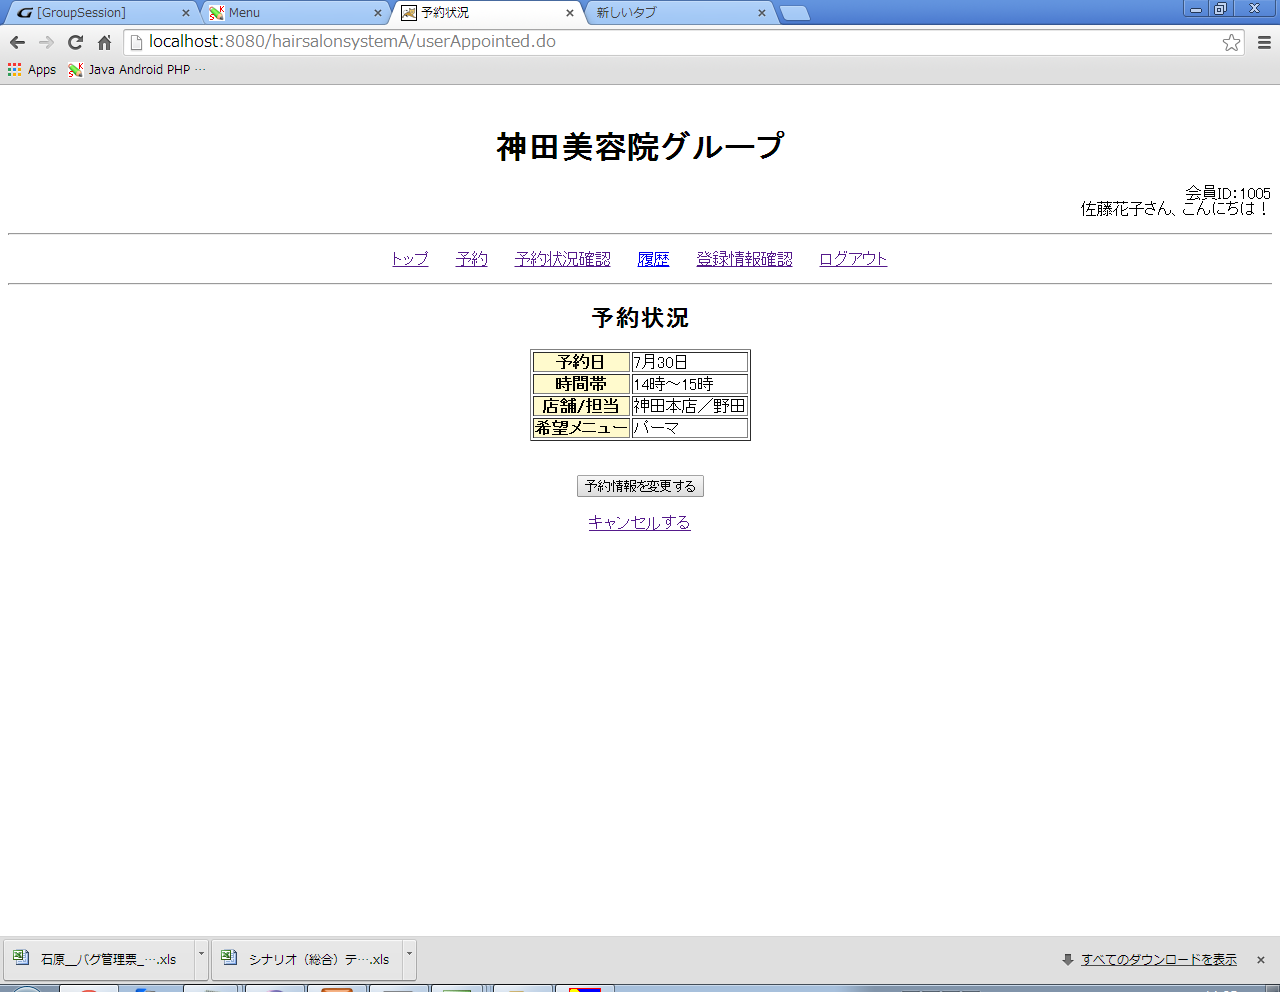 [GroupSession]
Menu
予約状況
新しいタブ
localhost:8080/hairsalonsystemA/userAppointed.do
Apps
Java Android PHP …
神田美容院グループ
会員ID:1005
佐藤花子さん、こんにちは！
トップ 予約 予約状況確認 履歴 登録情報確認 ログアウト
予約状況
予約日 7月30日
時間帯 14時～15時
店舗/担当 神田本店／野田
希望メニュー パーマ
予約情報を変更する
キャンセルする
石原__バグ管理票_….xls
シナリオ（総合）テ….xls
すべてのダウンロードを表示